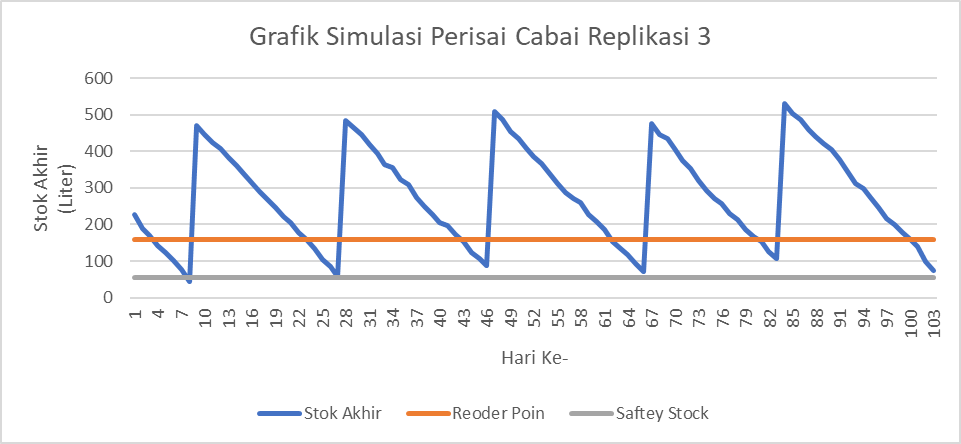 Grafik Simulasi Perisai Cabai Replikasi 3
600
500
400
300
200
100
0
Stok Akhir
(Liter)
1 4 7 10 13 16 19 22 25 28 31 34 37 40 43 46 49 52 55 58 61 64 67 70 73 76 79 82 85 88 91 94 97 100 103
Hari Ke-
Stok Akhir Reoder Poin Saftey Stock